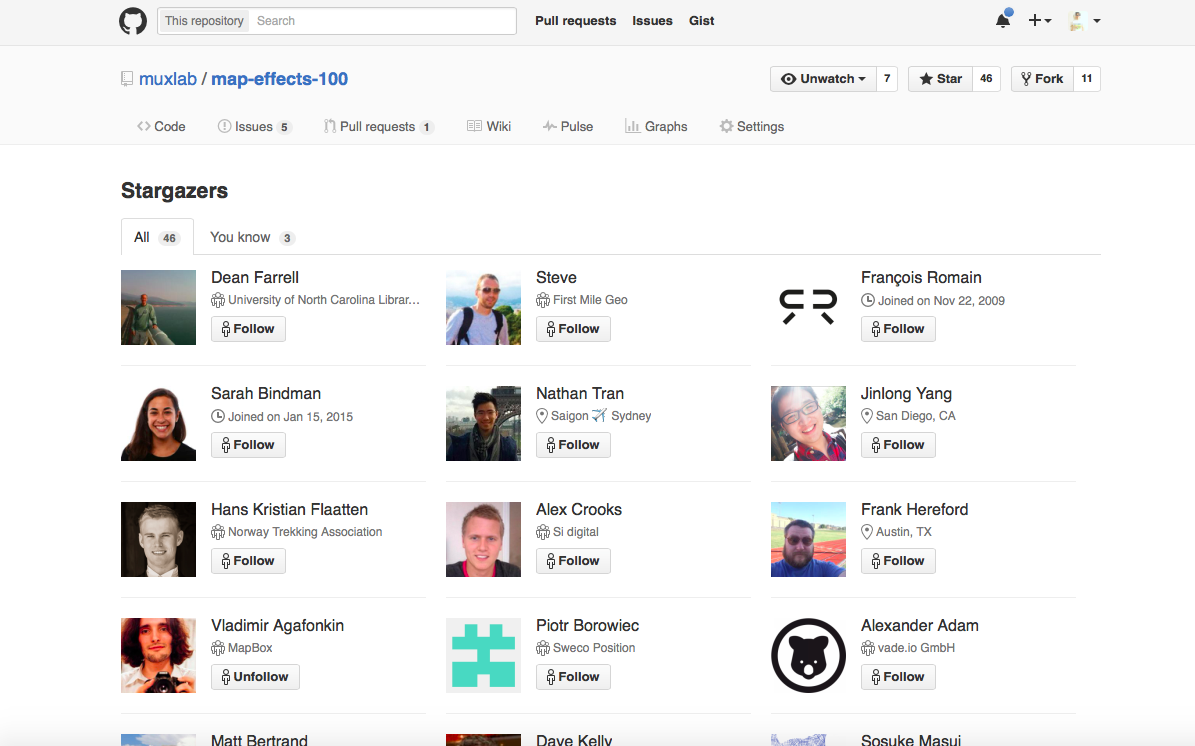 This repository Search Pull requests Issues Gist
muxlab / map-effects-100 Unwatch 7 Star 46 Fork 11
Code Issues 5 Pull requests 1 Wiki Pulse Graphs Settings
Stargazers
All 46 You know 3
Dean Farrell
University of North Carolina Librar...
Follow
Steve
First Mile Geo
Follow
François Romain
Joined on Nov 22, 2009
Follow
Sarah Bindman
Joined on Jan 15, 2015
Follow
Nathan Tran
Saigon ✈ Sydney
Follow
Jinlong Yang
San Diego, CA
Follow
Hans Kristian Flaatten
Norway Trekking Association
Follow
Alex Crooks
Si digital
Follow
Frank Hereford
Austin, TX
Follow
Vladimir Agafonkin
MapBox
Unfollow
Piotr Borowiec
Sweco Position
Follow
Alexander Adam
vade.io GmbH
Follow
Matt Bertrand
Dave Kelly
Sosuke Masui